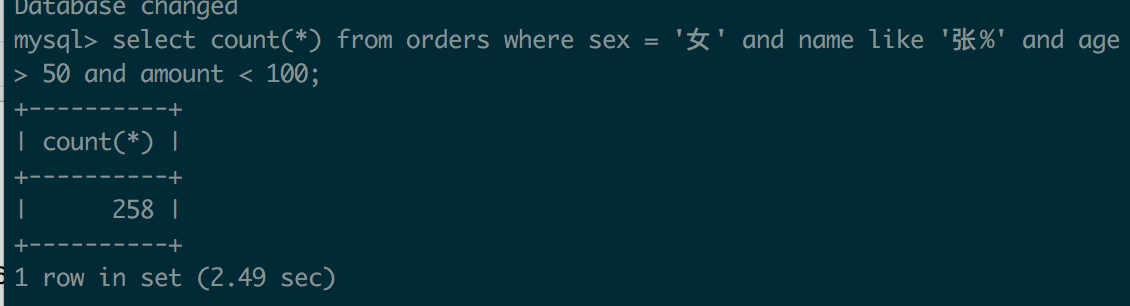 Database changed
mysql> select count(*) from orders where sex = '女' and name like '张%' and age
> 50 and amount < 100;
+----------+
| count(*) |
+----------+
|      258 |
+----------+
1 row in set (2.49 sec)